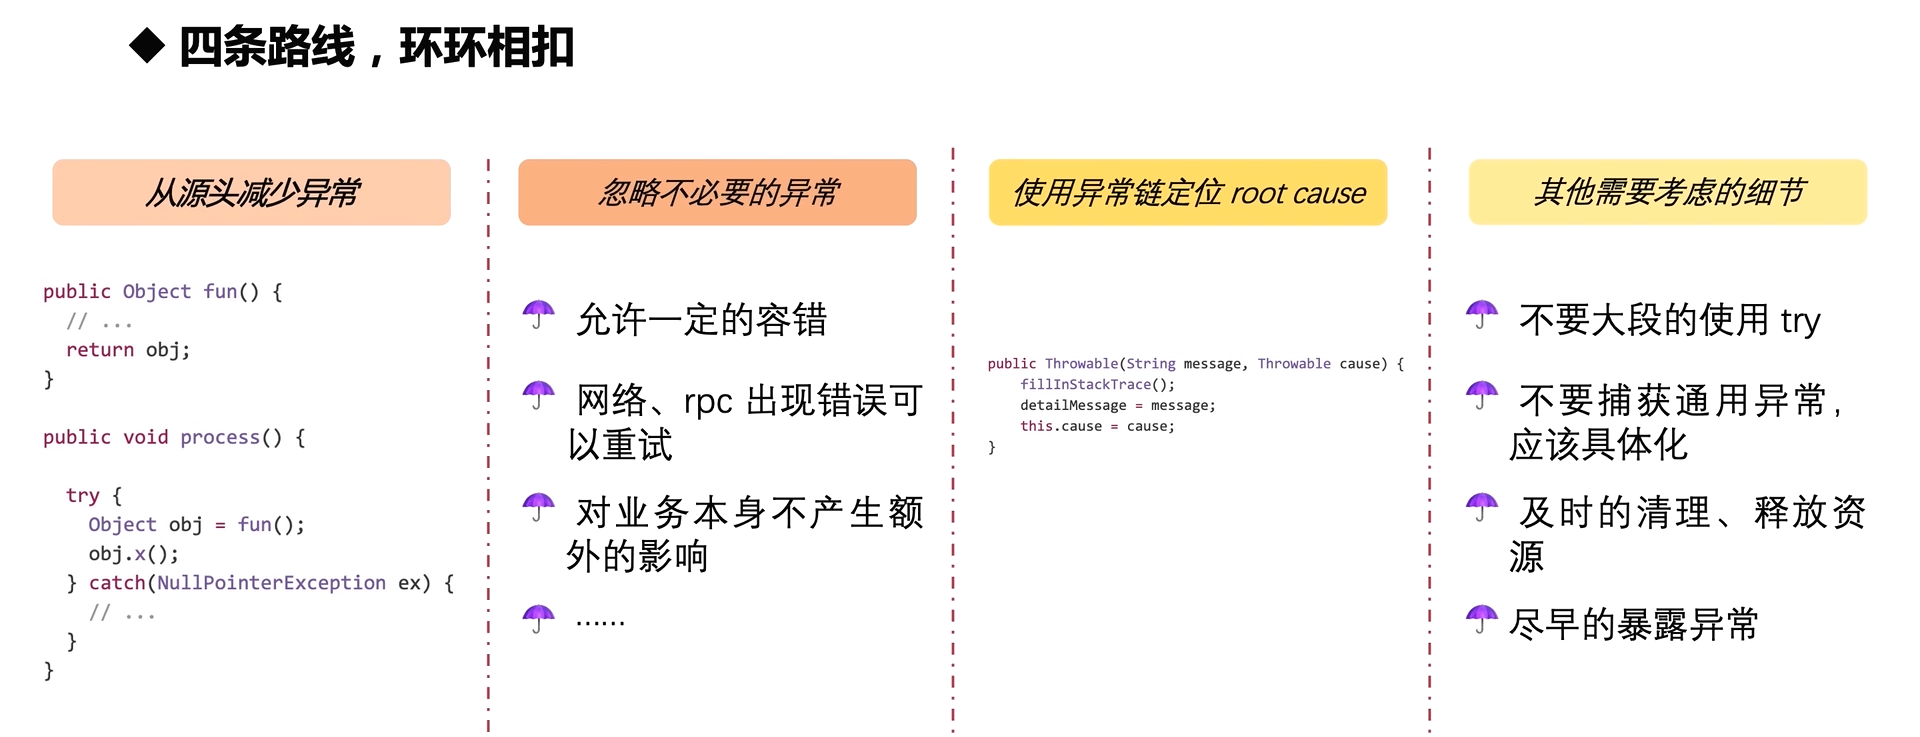 ◆ 四条路线，环环相扣
从源头减少异常
public Object fun() {
// ...
return obj;
}
public void process() {
try {
Object obj = fun();
obj.x();
} catch(NullPointerException ex) {
// ...
}
}
忽略不必要的异常
允许一定的容错
网络、rpc 出现错误可
以重试
对业务本身不产生额
外的影响
……
使用异常链定位 root cause
public Throwable(String message, Throwable cause) {
fillInStackTrace();
detailMessage = message;
this.cause = cause;
}
其他需要考虑的细节
不要大段的使用 try
不要捕获通用异常，
应该具体化
及时的清理、释放资
源
尽早的暴露异常